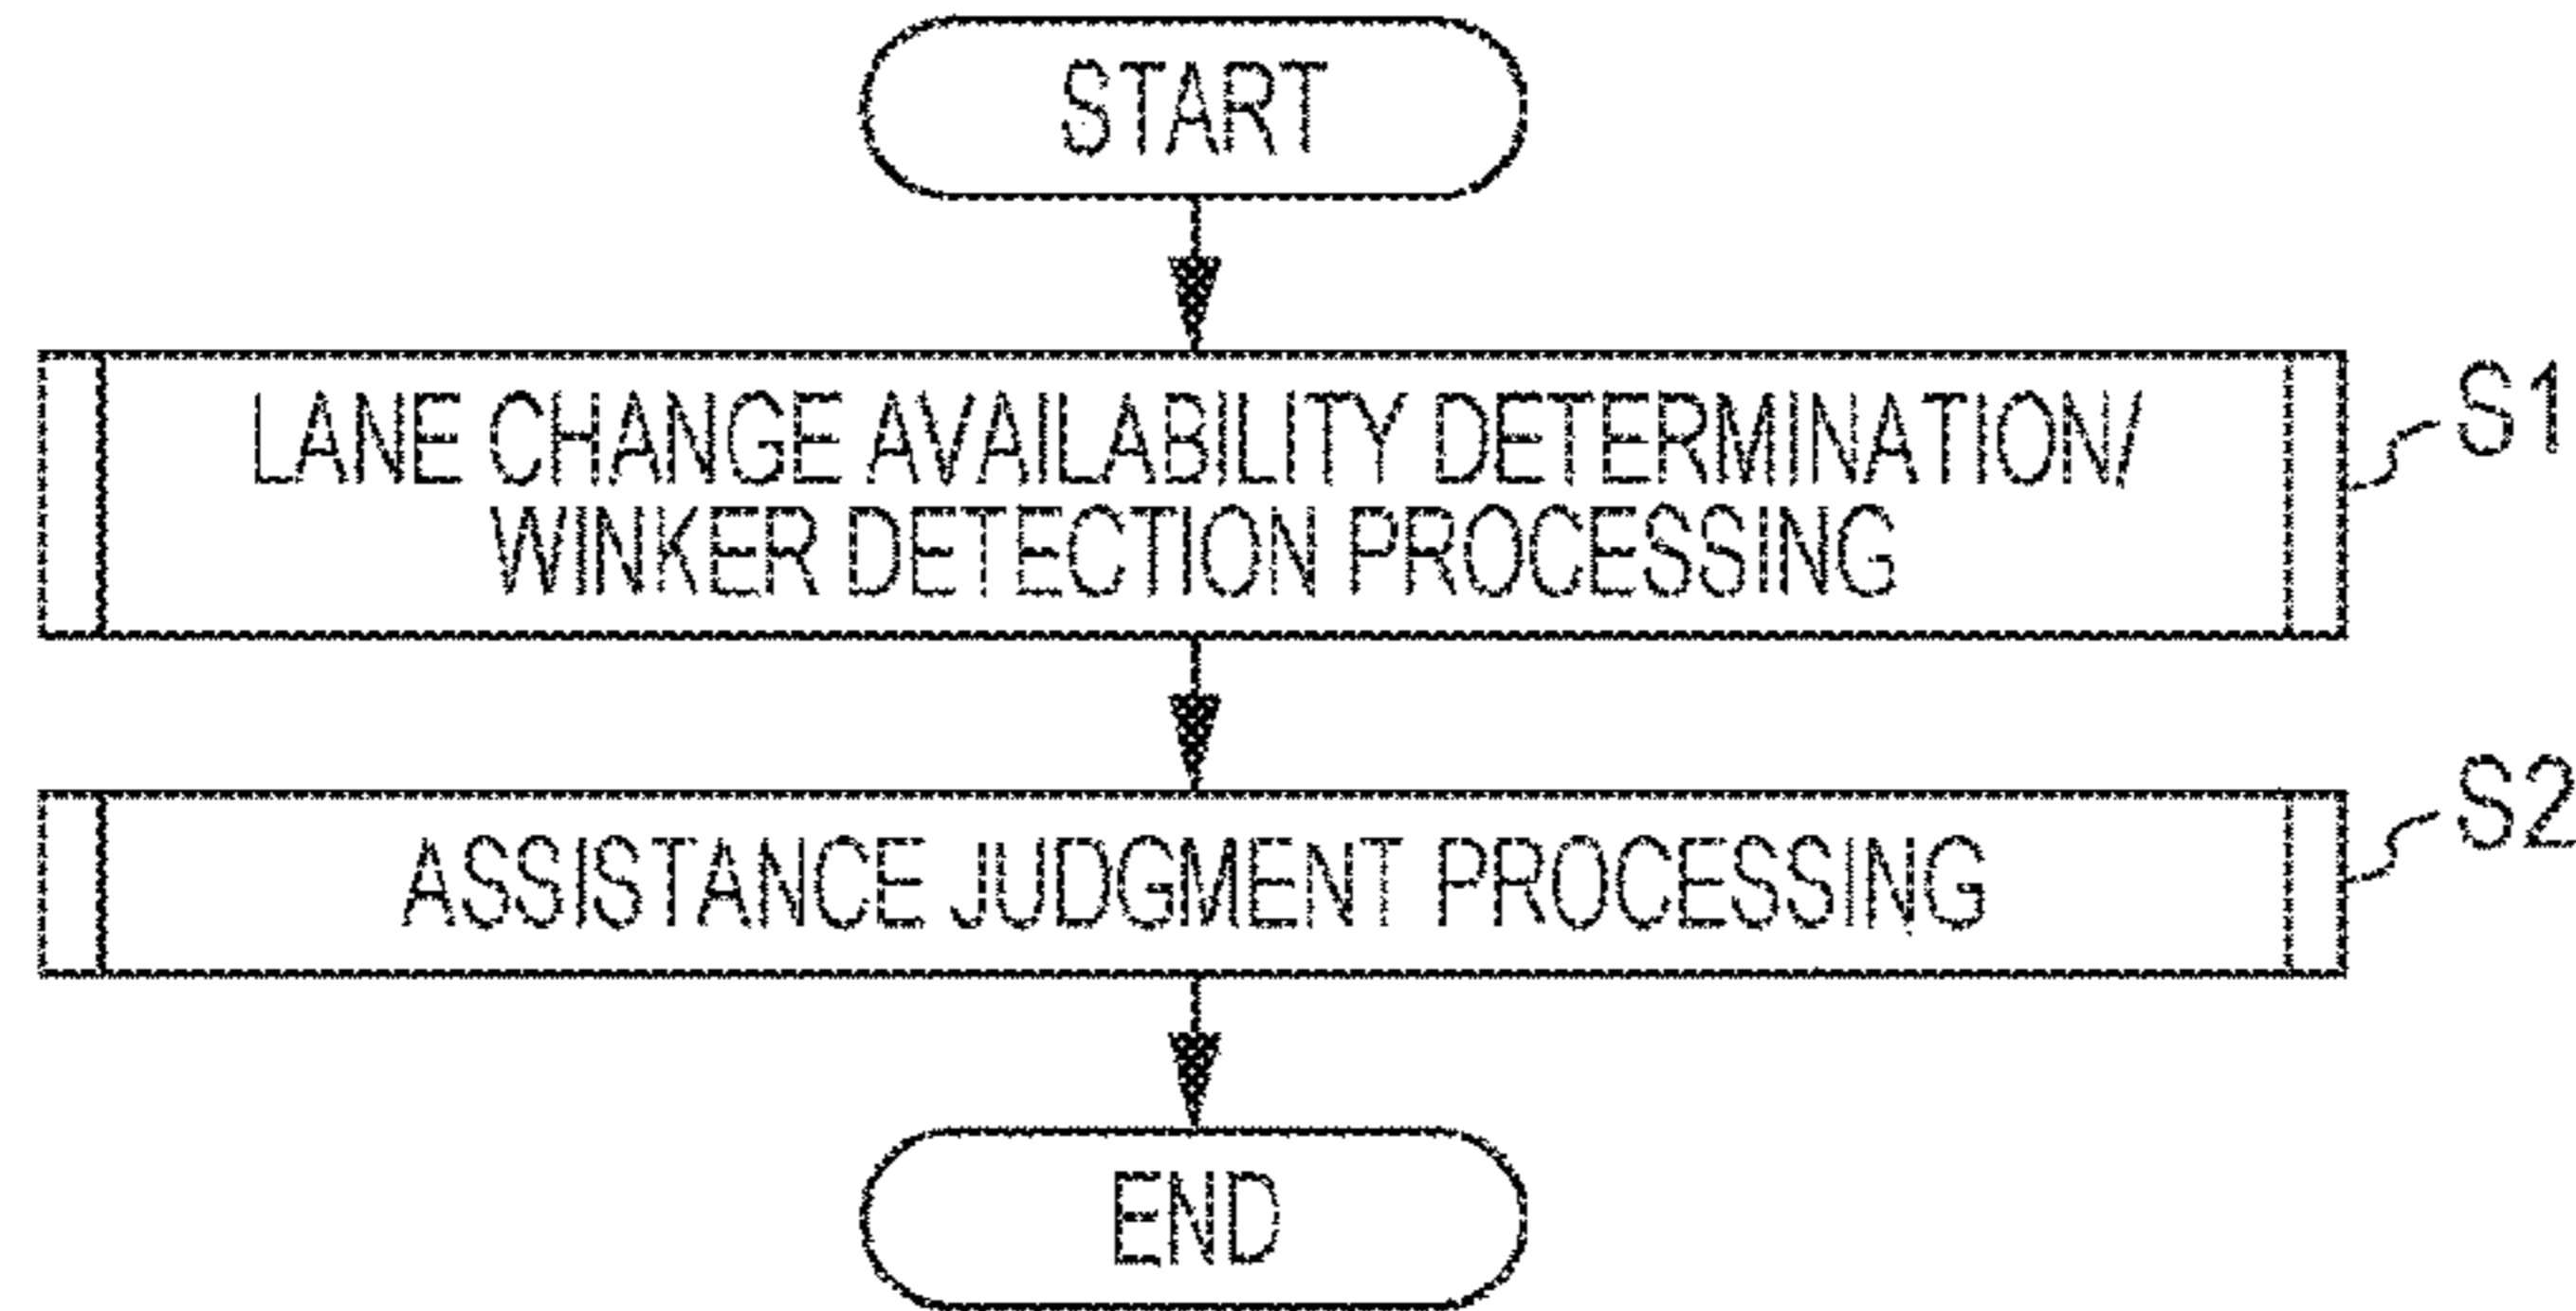 START
LANE CHANGE AVAILABILITY DETERMINATION/
WINKER DETECTION PROCESSING
S1
ASSISTANCE JUDGMENT PROCESSING
S2
END